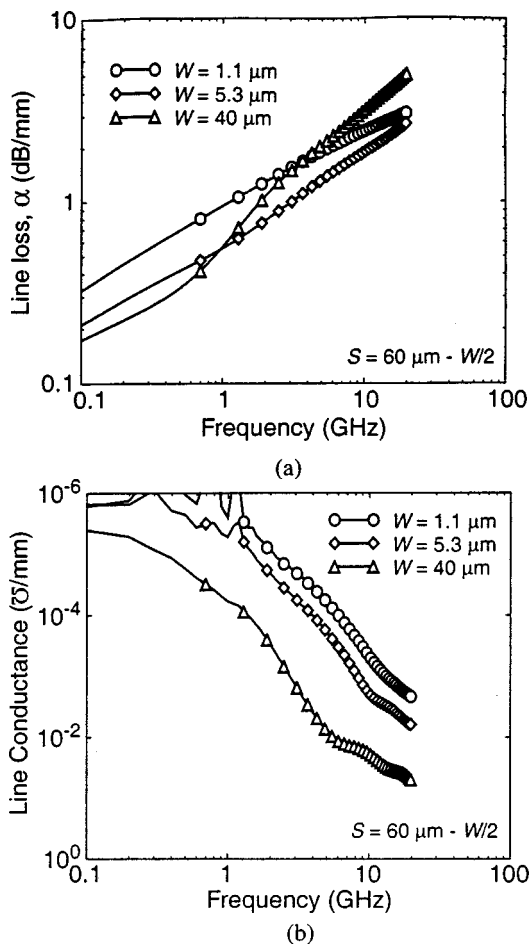 10
W = 1.1 μm
W = 5.3 μm
W = 40 μm
Line loss, α (dB/mm)
1
S = 60 μm - W/2
0.1
0.1 1 10 100
Frequency (GHz)
(a)
10⁻⁶
W = 1.1 μm
W = 5.3 μm
W = 40 μm
10⁻⁴
Line Conductance (℧/mm)
10⁻²
S = 60 μm - W/2
10⁰
0.1 1 10 100
Frequency (GHz)
(b)